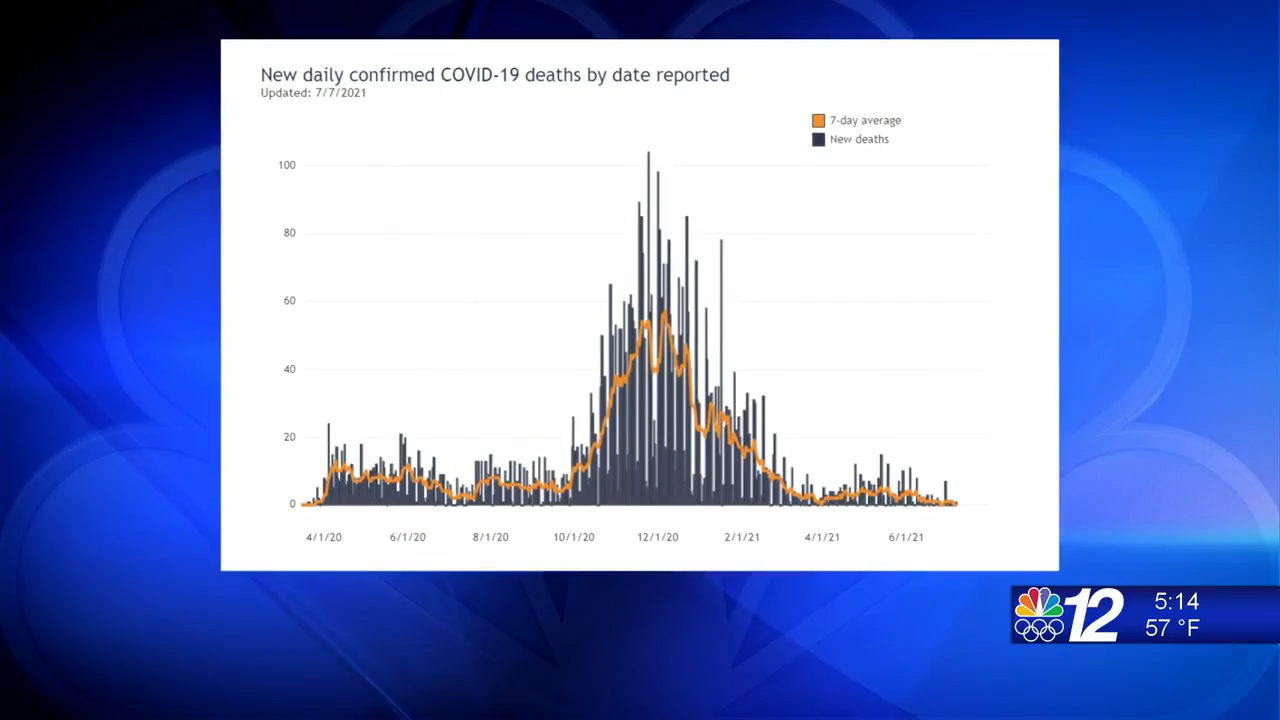 New daily confirmed COVID-19 deaths by date reported
Updated: 7/7/2021
7-day average
New deaths
100
80
60
40
20
0
4/1/20 6/1/20 8/1/20 10/1/20 12/1/20 2/1/21 4/1/21 6/1/21
12
5:14
57 °F